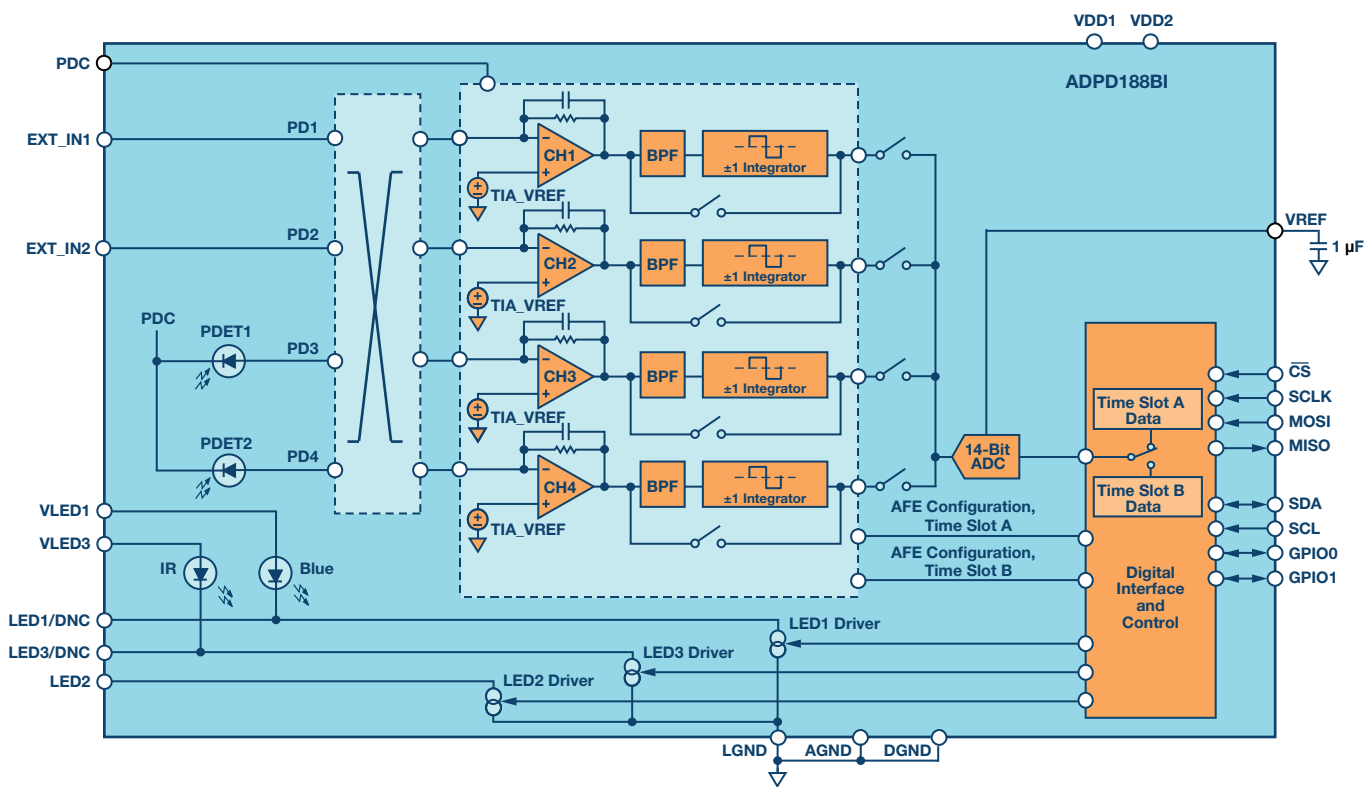 VDD1 VDD2
PDC
ADPD188BI
EXT_IN1
PD1
CH1
BPF
±1 Integrator
TIA_VREF
EXT_IN2
PD2
CH2
BPF
±1 Integrator
TIA_VREF
VREF
1 µF
PDC
PDET1
PD3
CH3
BPF
±1 Integrator
TIA_VREF
PDET2
PD4
CH4
BPF
±1 Integrator
TIA_VREF
14-Bit
ADC
Time Slot A
Data
Time Slot B
Data
CS
SCLK
MOSI
MISO
SDA
SCL
GPIO0
GPIO1
AFE Configuration,
Time Slot A
AFE Configuration,
Time Slot B
Digital
Interface
and
Control
VLED1
VLED3
IR
Blue
LED1/DNC
LED3/DNC
LED2
LED1 Driver
LED3 Driver
LED2 Driver
LGND AGND DGND